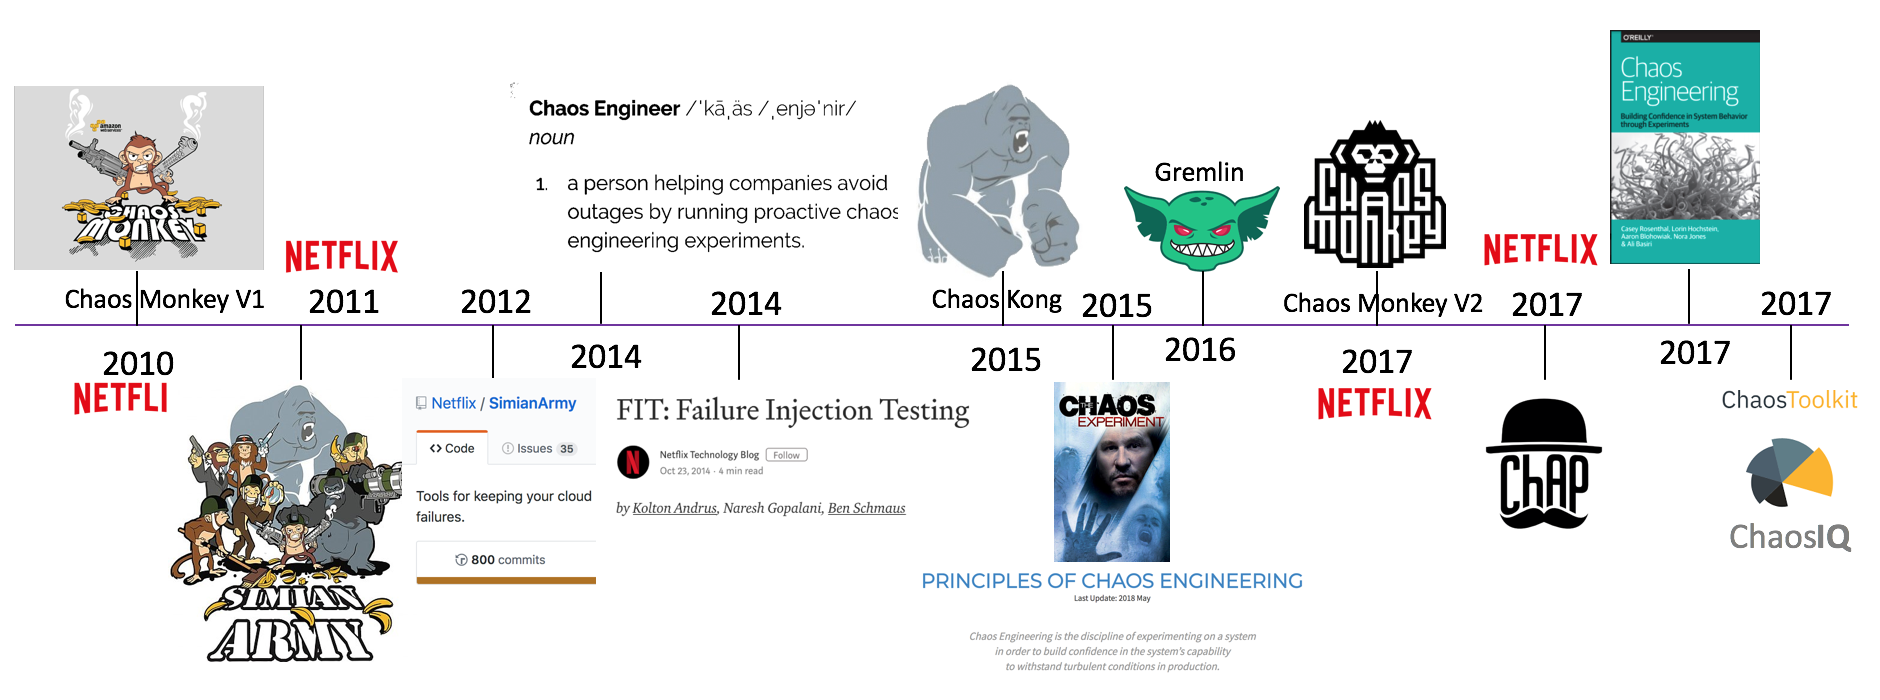 amazon
webservices
CHAOS
MONKEY
Chaos Monkey V1
2010
NETFLI
NETFLIX
2011
SIMIAN
ARMY
2012
Netflix / SimianArmy
Code
Issues 35
Tools for keeping your cloud
failures.
800 commits
Chaos Engineer /ˈkāˌäs /ˌenjəˈnir/
noun
1. a person helping companies avoid
outages by running proactive chaos
engineering experiments.
2014
2014
FIT: Failure Injection Testing
Netflix Technology Blog Follow
Oct 23, 2014 · 4 min read
by Kolton Andrus, Naresh Gopalani, Ben Schmaus
Chaos Kong
2015
2015
THE
CHAOS
EXPERIMENT
PRINCIPLES OF CHAOS ENGINEERING
Last Update: 2018 May
Chaos Engineering is the discipline of experimenting on a system
in order to build confidence in the system's capability
to withstand turbulent conditions in production.
Gremlin
2016
CHAOS
MONKEY
Chaos Monkey V2
2017
NETFLIX
NETFLIX
2017
CHAP
O'REILLY
Chaos
Engineering
Building Confidence in System Behavior
through Experiments
Casey Rosenthal, Lorin Hochstein,
Aaron Blohowiak, Nora Jones
& Ali Basiri
2017
2017
ChaosToolkit
ChaosIQ